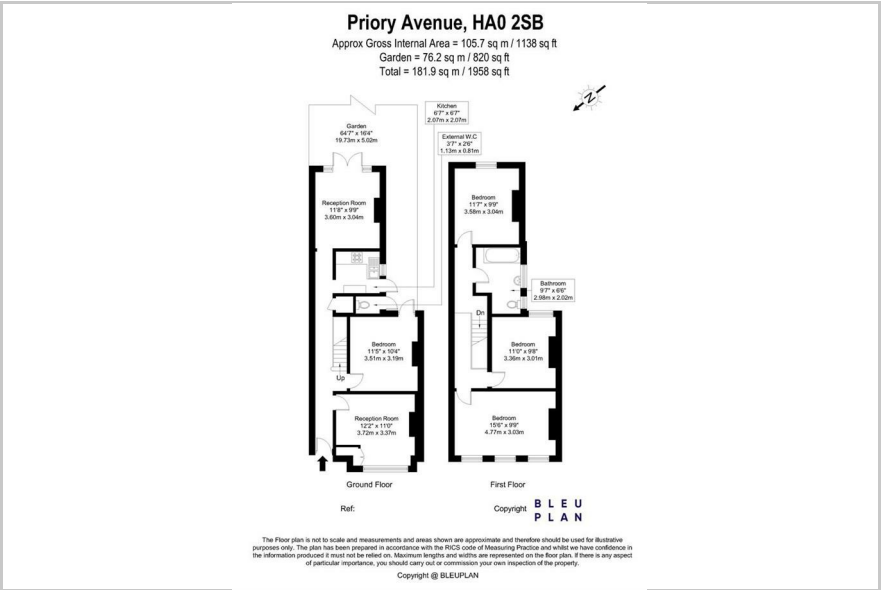 Priory Avenue, HA0 2SB
Approx Gross Internal Area = 105.7 sq m / 1138 sq ft
Garden = 76.2 sq m / 820 sq ft
Total = 181.9 sq m / 1958 sq ft
N
Kitchen
6'7" x 6'7"
2.07m x 2.07m
Garden
64'7" x 16'4"
19.73m x 5.02m
External W.C
3'7" x 2'6"
1.13m x 0.81m
Reception Room
11'8" x 9'9"
3.60m x 3.04m
Bedroom
11'5" x 10'4"
3.51m x 3.19m
Up
Reception Room
12'2" x 11'0"
3.72m x 3.37m
Ground Floor
Bedroom
11'7" x 9'9"
3.58m x 3.04m
Bathroom
9'7" x 6'6"
2.98m x 2.02m
Dn
Bedroom
11'0" x 9'8"
3.36m x 3.01m
Bedroom
15'6" x 9'9"
4.77m x 3.03m
First Floor
Ref:
Copyright
BLEU
PLAN
The Floor plan is not to scale and measurements and areas shown are approximate and therefore should be used for illustrative
purposes only. The plan has been prepared in accordance with the RICS code of Measuring Practice and whilst we have confidence in
the information produced it must not be relied on. Maximum lengths and widths are represented on the floor plan. If there is any aspect
of particular importance, you should carry out or commission your own inspection of the property.
Copyright @ BLEUPLAN